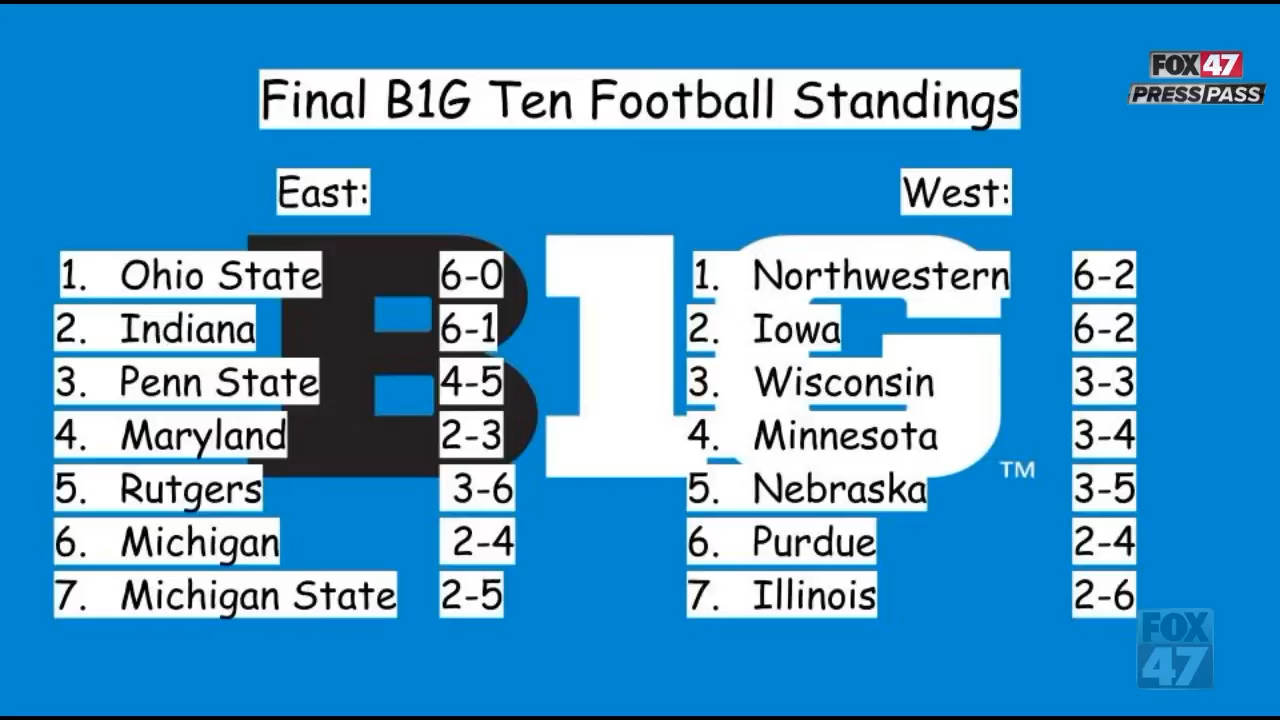 FOX 47
PRESS PASS
Final B1G Ten Football Standings
East:
1. Ohio State 6-0
2. Indiana 6-1
3. Penn State 4-5
4. Maryland 2-3
5. Rutgers 3-6
6. Michigan 2-4
7. Michigan State 2-5
West:
1. Northwestern 6-2
2. Iowa 6-2
3. Wisconsin 3-3
4. Minnesota 3-4
5. Nebraska 3-5
6. Purdue 2-4
7. Illinois 2-6
B1G
TM
FOX
47